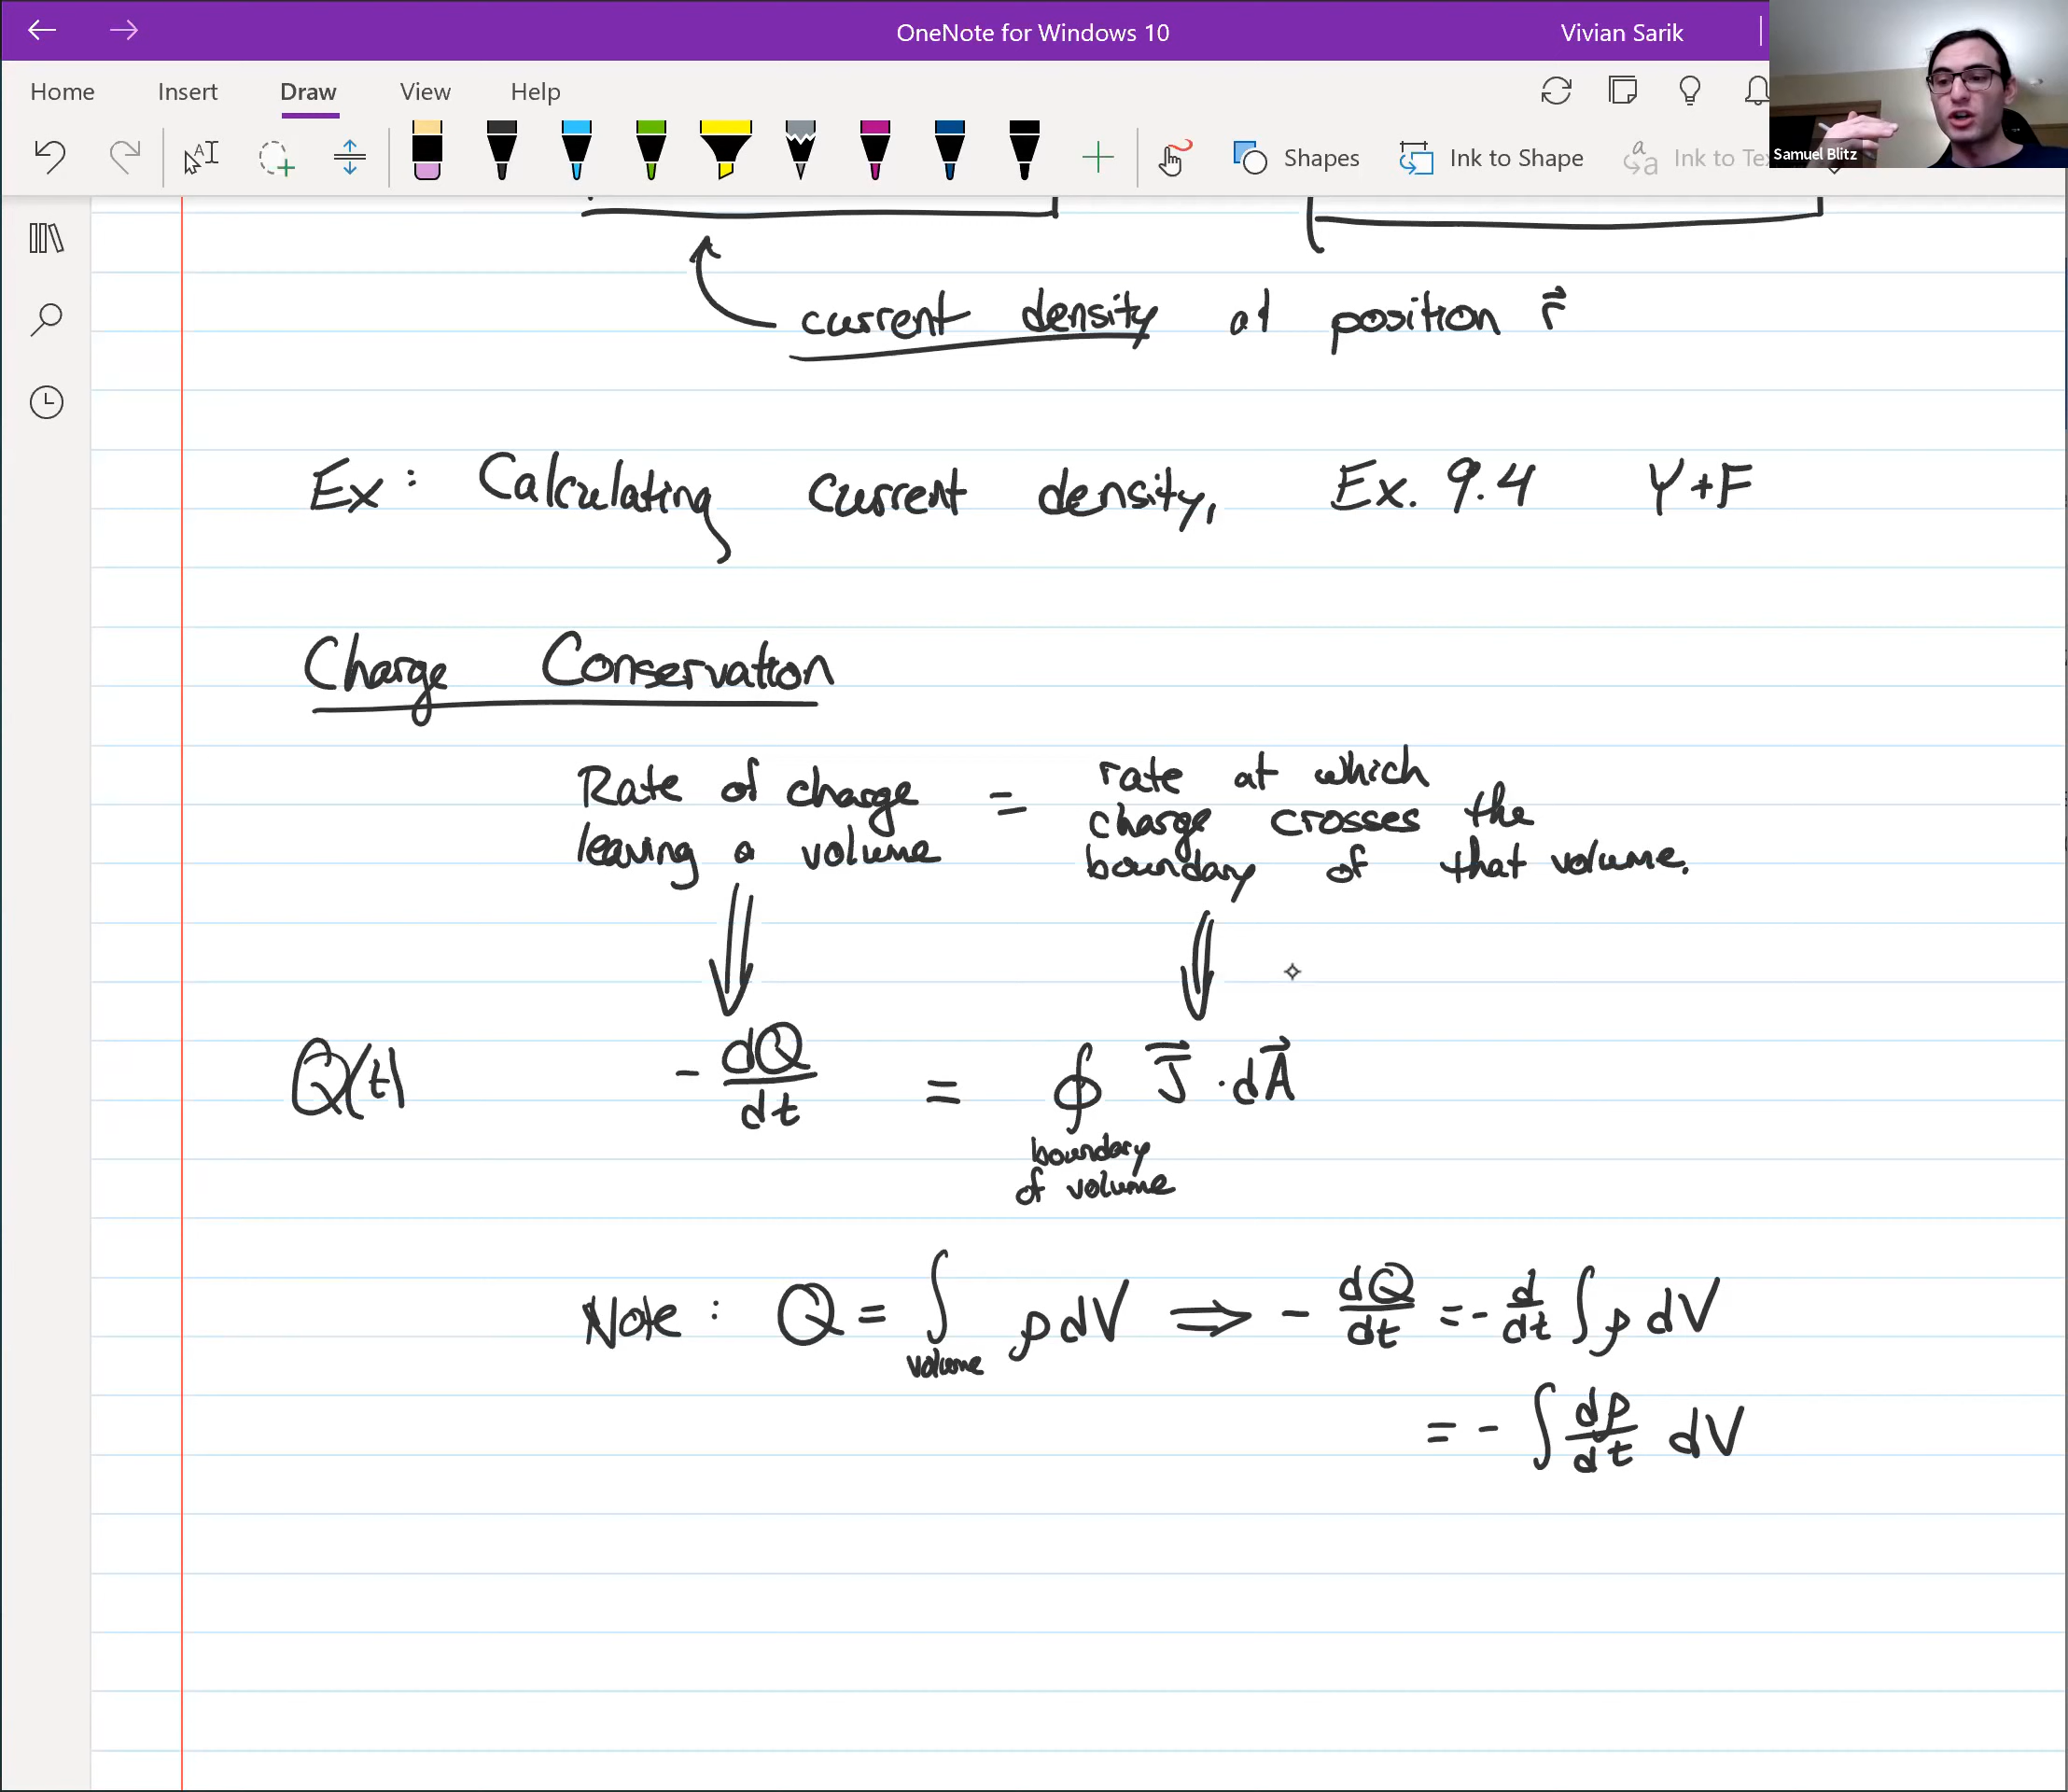 OneNote for Windows 10
Vivian Sarik
Home Insert Draw View Help
Shapes Ink to Shape Ink to Te
Samuel Blitz
current density at position r⃗
Ex: Calculating current density, Ex. 9.4 Y+F
Charge Conservation
Rate of charge leaving a volume = rate at which charge crosses the boundary of that volume.
Q(t) - dQ/dt = ∮ J⃗ · dA⃗
boundary
of volume
Note: Q = ∫ ρ dV ⟹ - dQ/dt = - d/dt ∫ ρ dV
volume
= - ∫ dρ/dt dV